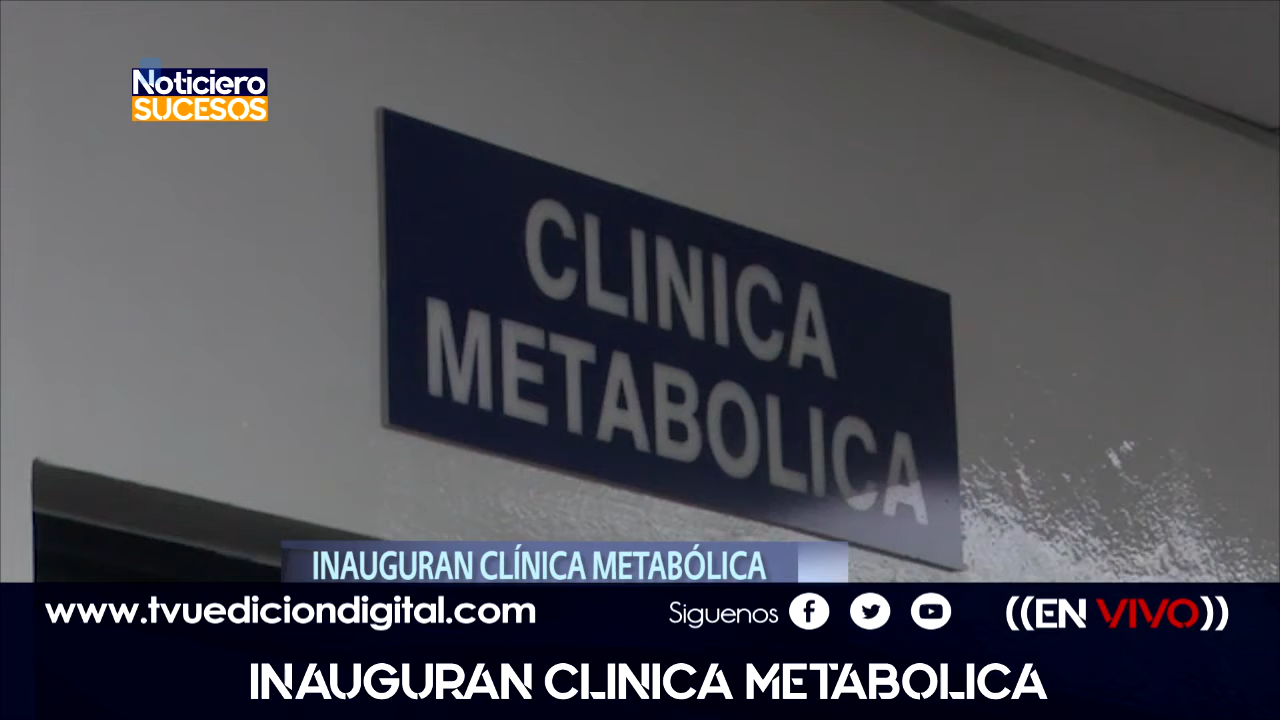 Noticiero
SUCESOS
CLINICA
METABOLICA
INAUGURAN CLÍNICA METABÓLICA
www.tvuediciondigital.com
Siguenos
((EN VIVO))
INAUGURAN CLINICA METABOLICA